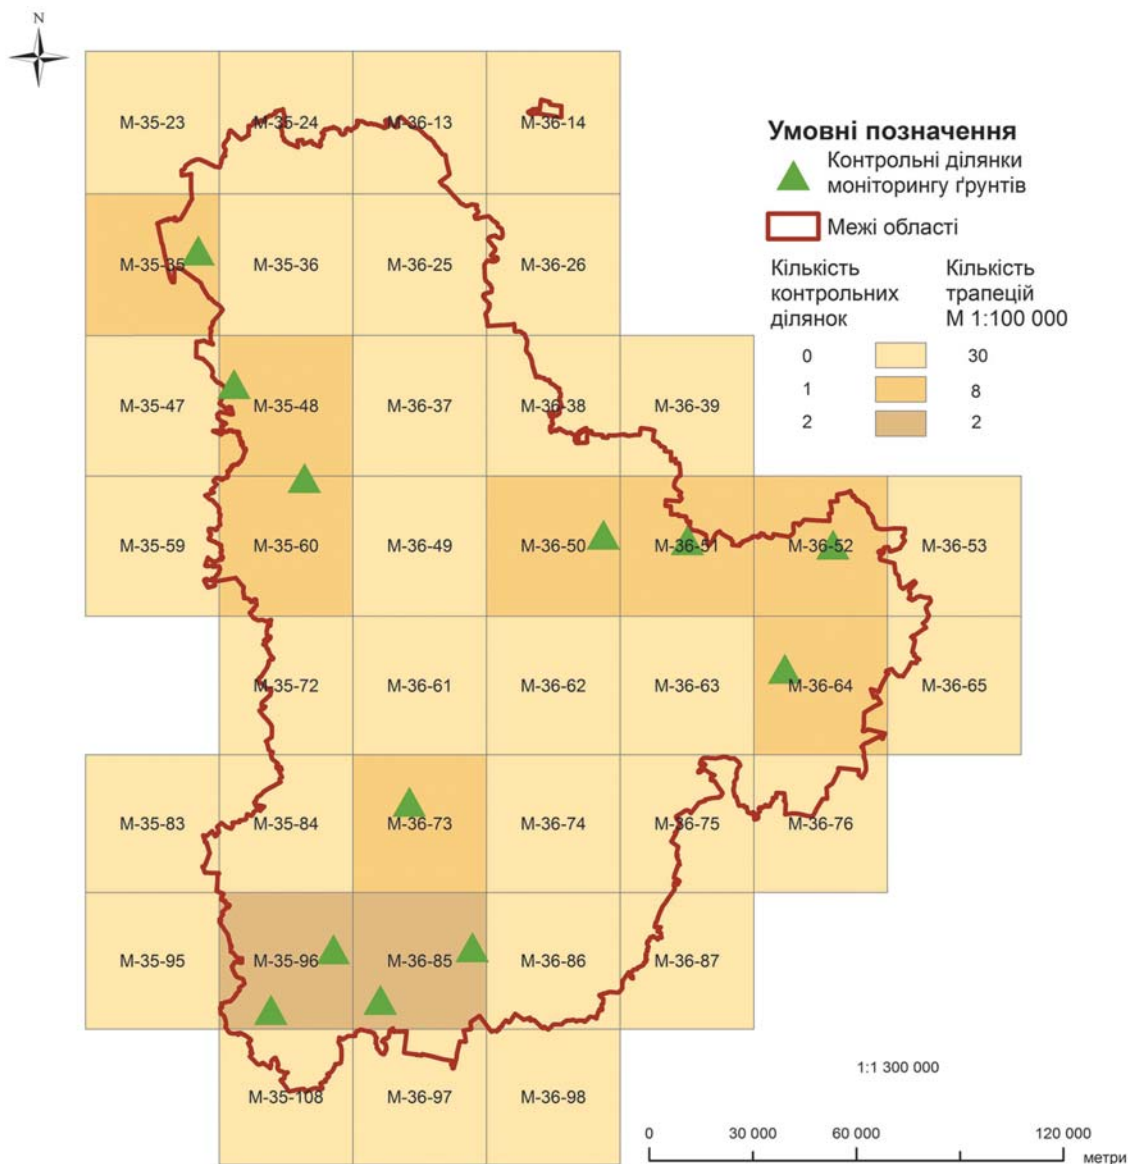 N
M-35-23
M-35-24
M-36-13
M-36-14
Умовні позначення
Контрольні ділянки
моніторингу ґрунтів
Межі області
Кількість
контрольних
ділянок
Кількість
трапецій
М 1:100 000
0
30
1
8
2
2
M-35-35
M-35-36
M-36-25
M-36-26
M-35-47
M-35-48
M-36-37
M-36-38
M-36-39
M-35-59
M-35-60
M-36-49
M-36-50
M-36-51
M-36-52
M-36-53
M-35-72
M-36-61
M-36-62
M-36-63
M-36-64
M-36-65
M-35-83
M-35-84
M-36-73
M-36-74
M-36-75
M-36-76
M-35-95
M-35-96
M-36-85
M-36-86
M-36-87
M-35-108
M-36-97
M-36-98
1:1 300 000
0
30 000
60 000
120 000
метри